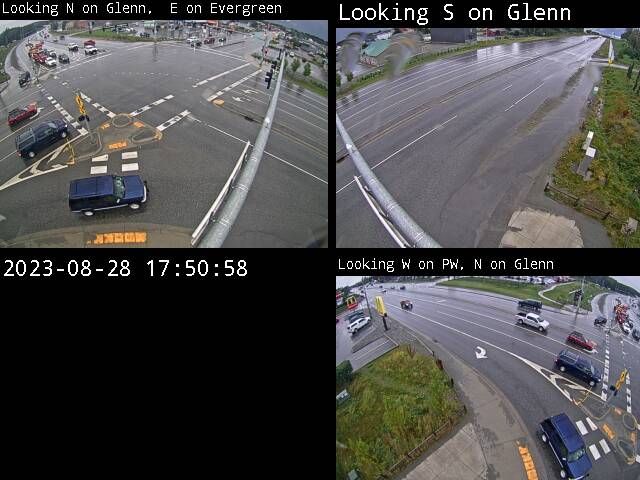 Looking N on Glenn,  E on Evergreen
Looking S on Glenn
2023-08-28 17:50:58
Looking W on PW, N on Glenn